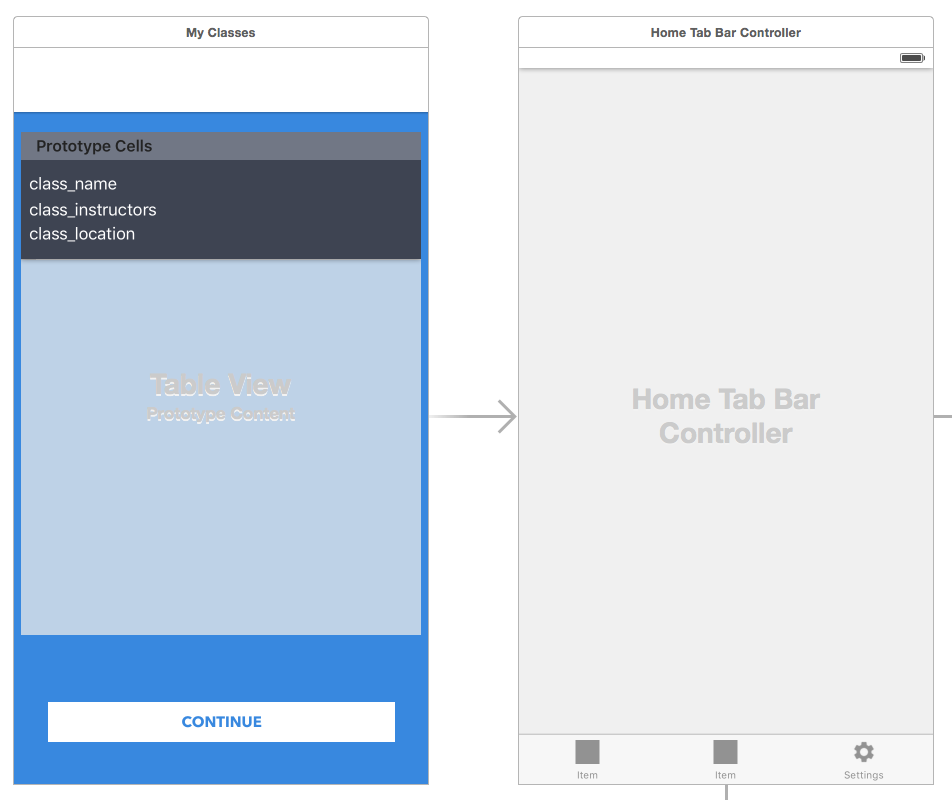 My Classes
Prototype Cells
class_name
class_instructors
class_location
Table View
Prototype Content
CONTINUE
Home Tab Bar Controller
Home Tab Bar
Controller
Item
Item
Settings